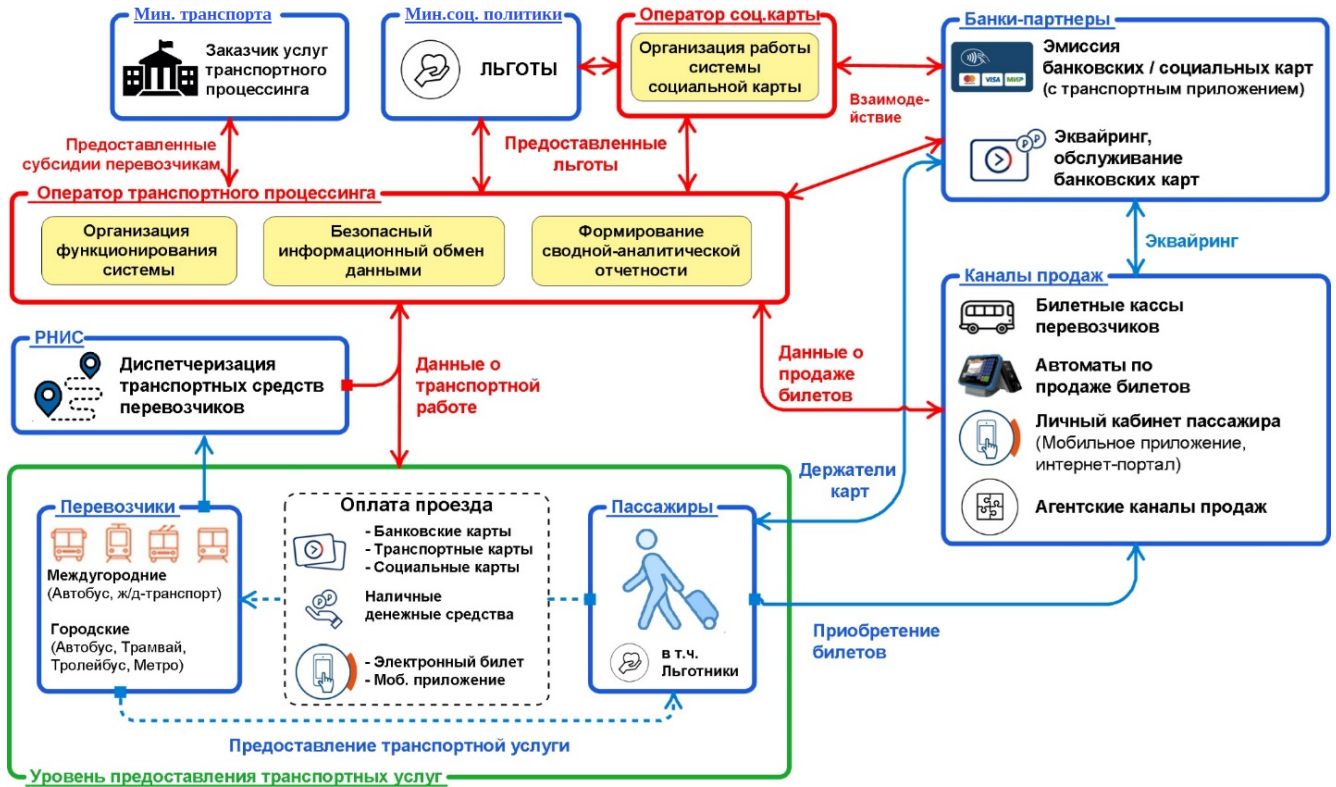 Мин. транспорта
Заказчик услуг
транспортного
процессинга
Мин.соц. политики
ЛЬГОТЫ
Оператор соц.карты
Организация работы
системы
социальной карты
Банки-партнеры
VISA
МИР
Эмиссия
банковских / социальных карт
(с транспортным приложением)
Эквайринг,
обслуживание
банковских карт
Взаимоде-
йствие
Предоставленные
субсидии перевозчикам
Предоставленные
льготы
Оператор транспортного процессинга
Организация
функционирования
системы
Безопасный
информационный обмен
данными
Формирование
сводной-аналитической
отчетности
Эквайринг
Каналы продаж
Билетные кассы
перевозчиков
Автоматы по
продаже билетов
Личный кабинет пассажира
(Мобильное приложение,
интернет-портал)
Агентские каналы продаж
РНИС
Диспетчеризация
транспортных средств
перевозчиков
Данные о
транспортной
работе
Данные о
продаже
билетов
Держатели
карт
Перевозчики
Междугородние
(Автобус, ж/д-транспорт)
Городские
(Автобус, Трамвай,
Тролейбус, Метро)
Оплата проезда
- Банковские карты
- Транспортные карты
- Социальные карты
Наличные
денежные средства
- Электронный билет
- Моб. приложение
Пассажиры
в т.ч.
Льготники
Приобретение
билетов
Предоставление транспортной услуги
Уровень предоставления транспортных услуг